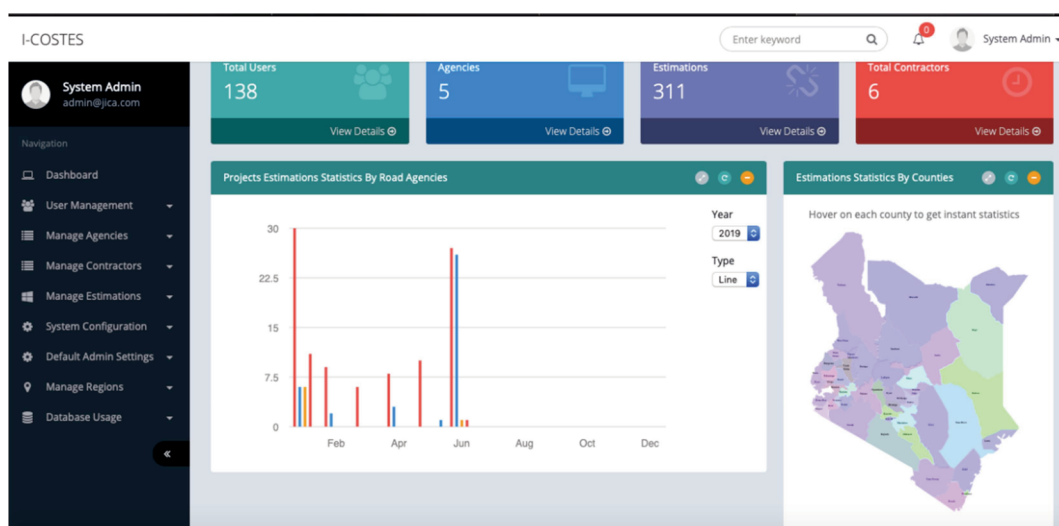 I-COSTES
Enter keyword
0
System Admin
System Admin
admin@jica.com
Navigation
Dashboard
User Management
Manage Agencies
Manage Contractors
Manage Estimations
System Configuration
Default Admin Settings
Manage Regions
Database Usage
Total Users
138
View Details
Agencies
5
View Details
Estimations
311
View Details
Total Contractors
6
View Details
Projects Estimations Statistics By Road Agencies
Year
2019
Type
Line
30
22.5
15
7.5
0
Feb Apr Jun Aug Oct Dec
Estimations Statistics By Counties
Hover on each county to get instant statistics